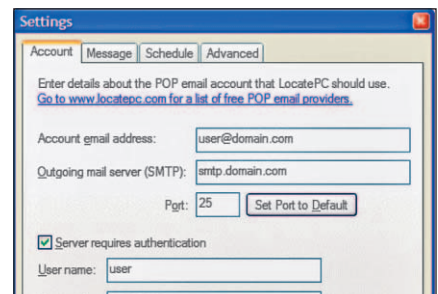 Settings
Account Message Schedule Advanced
Enter details about the POP email account that LocatePC should use.
Go to www.locatepc.com for a list of free POP email providers.
Account email address: user@domain.com
Outgoing mail server (SMTP): smtp.domain.com
Port: 25 Set Port to Default
Server requires authentication
User name: user